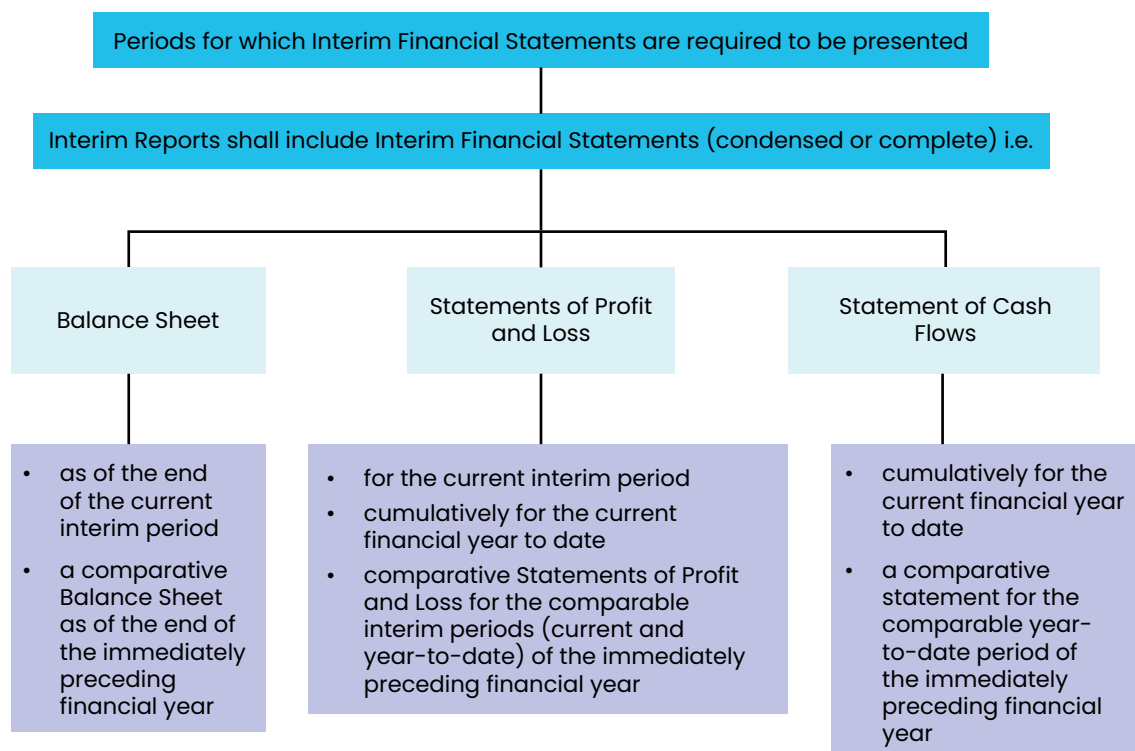 Periods for which Interim Financial Statements are required to be presented
Interim Reports shall include Interim Financial Statements (condensed or complete) i.e.
Balance Sheet
Statements of Profit
and Loss
Statement of Cash
Flows
• as of the end
of the current
interim period
• a comparative
Balance Sheet
as of the end of
the immediately
preceding
financial year
• for the current interim period
• cumulatively for the current
financial year to date
• comparative Statements of Profit
and Loss for the comparable
interim periods (current and
year-to-date) of the immediately
preceding financial year
• cumulatively for the
current financial year
to date
• a comparative
statement for the
comparable year-
to-date period of
the immediately
preceding financial
year